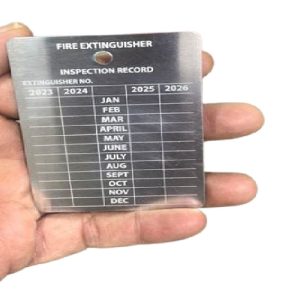 FIRE EXTINGUISHER
INSPECTION RECORD
EXTINGUISHER NO.
2023 2024 2025 2026
JAN
FEB
MAR
APRIL
MAY
JUNE
JULY
AUG
SEPT
OCT
NOV
DEC